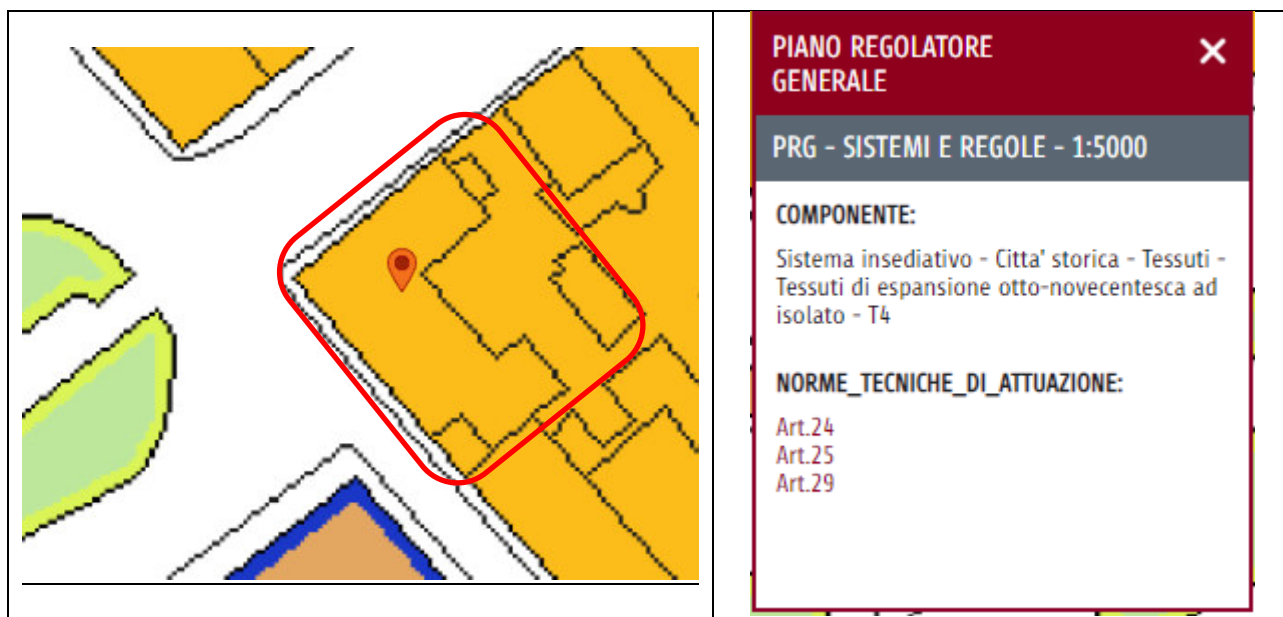 PIANO REGOLATORE
GENERALE
PRG - SISTEMI E REGOLE - 1:5000
COMPONENTE:
Sistema insediativo - Citta' storica - Tessuti -
Tessuti di espansione otto-novecentesca ad
isolato - T4
NORME_TECNICHE_DI_ATTUAZIONE:
Art.24
Art.25
Art.29